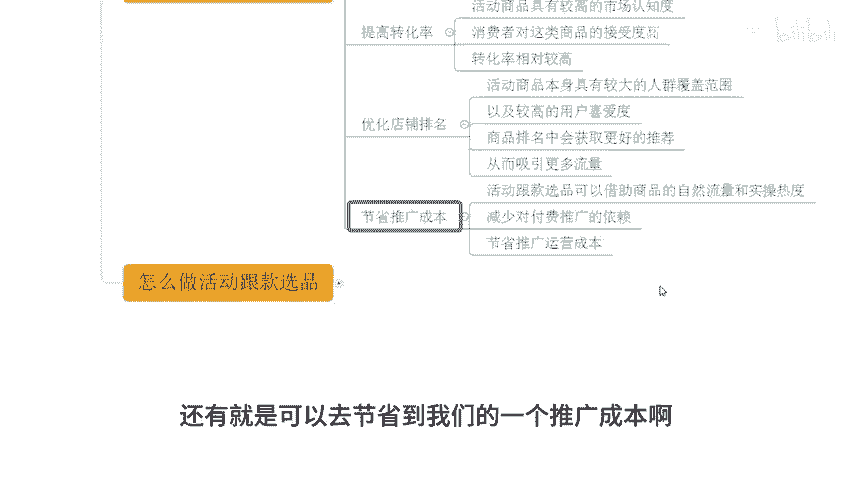 活动商品具有较高的市场认知度
提高转化率
消费者对这类商品的接受度高
转化率相对较高
活动商品本身具有较大的人群覆盖范围
以及较高的用户喜爱度
优化店铺排名
商品排名中会获取更好的推荐
从而吸引更多流量
活动跟款选品可以借助商品的自然流量和实操热度
节省推广成本
减少对付费推广的依赖
节省推广运营成本
怎么做活动跟款选品
还有就是可以去节省到我们的一个推广成本啊
bilibili